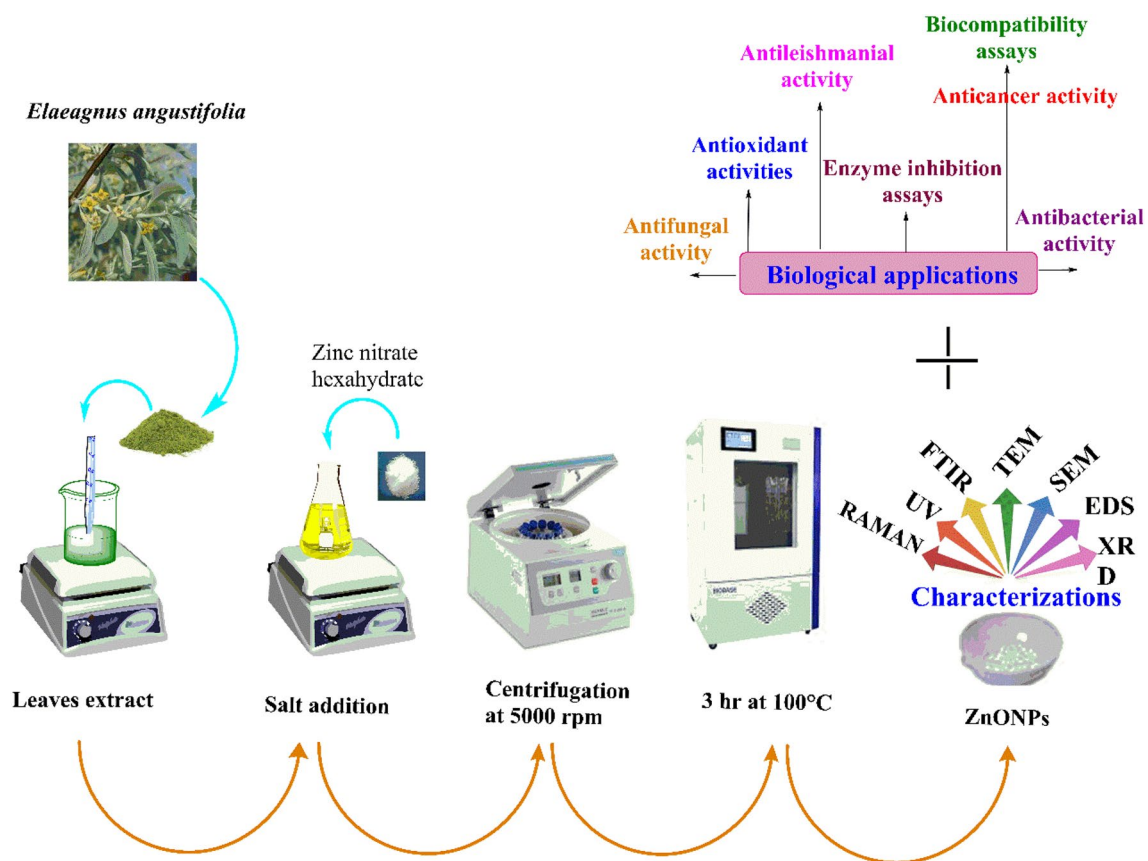 Biocompatibility
assays
Antileishmanial
activity
Anticancer activity
Elaeagnus angustifolia
Antioxidant
activities
Enzyme inhibition
assays
Antifungal
activity
Antibacterial
activity
Biological applications
Zinc nitrate
hexahydrate
RAMAN
UV
FTIR
TEM
SEM
EDS
XR
D
Characterizations
BIOBASE
Leaves extract
Salt addition
Centrifugation
at 5000 rpm
3 hr at 100°C
ZnONPs